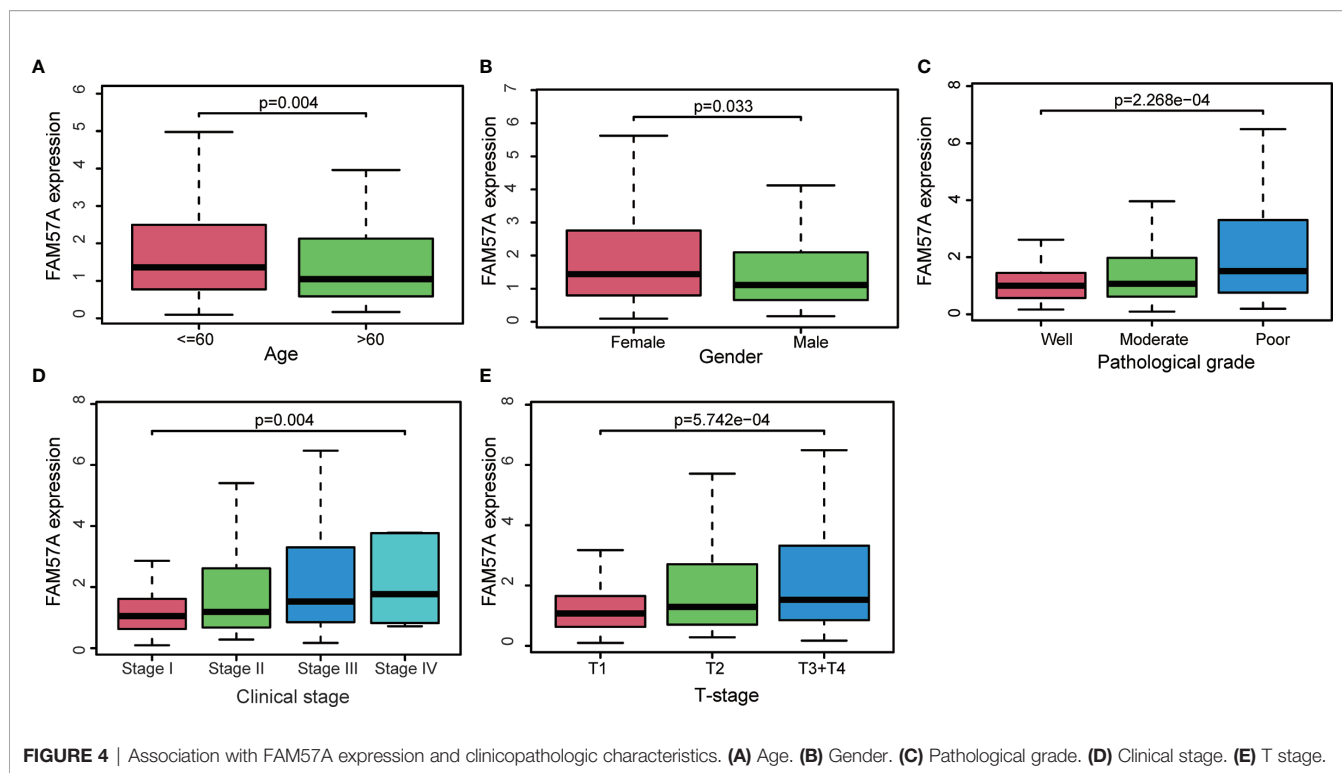 A
FAM57A expression
6
5
4
3
2
1
0
p=0.004
<=60
>60
Age
B
FAM57A expression
7
6
5
4
3
2
1
0
p=0.033
Female
Male
Gender
C
FAM57A expression
8
6
4
2
0
p=2.268e−04
Well
Moderate
Poor
Pathological grade
D
FAM57A expression
8
6
4
2
0
p=0.004
Stage I
Stage II
Stage III
Stage IV
Clinical stage
E
FAM57A expression
8
6
4
2
0
p=5.742e−04
T1
T2
T3+T4
T-stage
FIGURE 4 | Association with FAM57A expression and clinicopathologic characteristics. (A) Age. (B) Gender. (C) Pathological grade. (D) Clinical stage. (E) T stage.